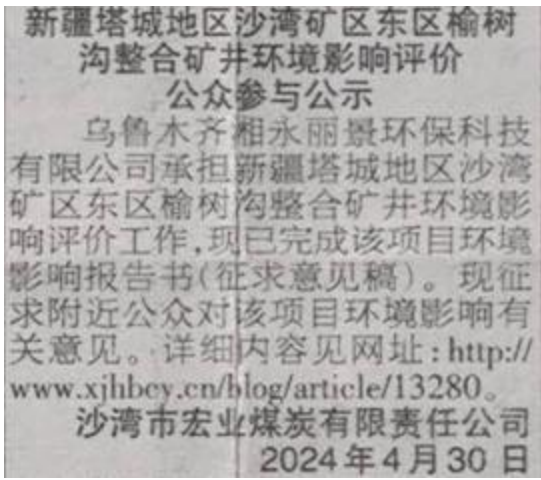 新疆塔城地区沙湾矿区东区榆树
沟整合矿井环境影响评价
公众参与公示
乌鲁木齐湘永丽景环保科技
有限公司承担新疆塔城地区沙湾
矿区东区榆树沟整合矿井环境影
响评价工作,现已完成该项目环境
影响报告书(征求意见稿)。现征
求附近公众对该项目环境影响有
关意见。详细内容见网址:http://
www.xjhbcy.cn/blog/article/13280。
沙湾市宏业煤炭有限责任公司
2024年4月30日